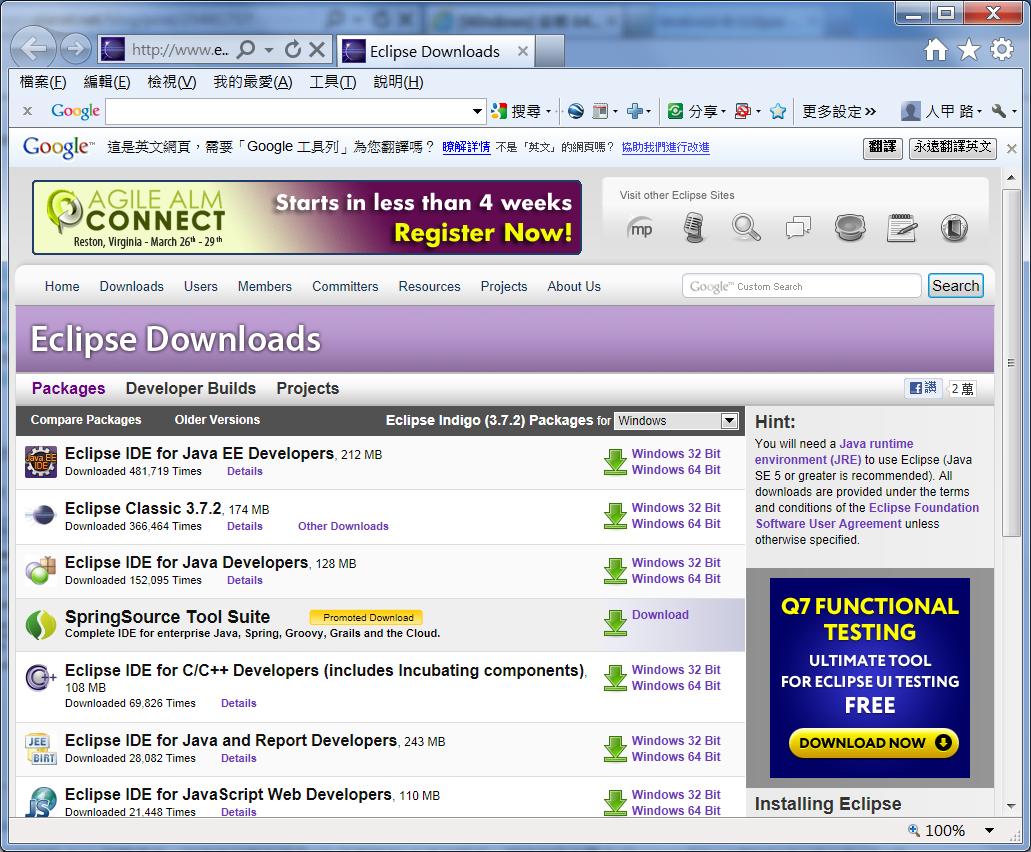 http://www.e..
Eclipse Downloads
檔案(F) 編輯(E) 檢視(V) 我的最愛(A) 工具(T) 說明(H)
x Google 搜尋 分享 更多設定 » 人甲 路
Google™ 這是英文網頁，需要「Google 工具列」為您翻譯嗎？ 瞭解詳情 不是「英文」的網頁嗎？ 協助我們進行改進 翻譯 永遠翻譯英文
AGILE ALM
CONNECT
Reston, Virginia - March 26th - 29th
Starts in less than 4 weeks
Register Now!
Visit other Eclipse Sites
mp
Home Downloads Users Members Committers Resources Projects About Us
Google™ Custom Search Search
Eclipse Downloads
Packages Developer Builds Projects
讚 2 萬
Compare Packages Older Versions Eclipse Indigo (3.7.2) Packages for Windows
Java EE IDE
Eclipse IDE for Java EE Developers, 212 MB
Downloaded 481,719 Times Details
Windows 32 Bit
Windows 64 Bit
Eclipse Classic 3.7.2, 174 MB
Downloaded 366,464 Times Details Other Downloads
Windows 32 Bit
Windows 64 Bit
Eclipse IDE for Java Developers, 128 MB
Downloaded 152,095 Times Details
Windows 32 Bit
Windows 64 Bit
SpringSource Tool Suite Promoted Download
Complete IDE for enterprise Java, Spring, Groovy, Grails and the Cloud.
Download
Eclipse IDE for C/C++ Developers (includes Incubating components),
108 MB
Downloaded 69,826 Times Details
Windows 32 Bit
Windows 64 Bit
JEE
BIRT
Eclipse IDE for Java and Report Developers, 243 MB
Downloaded 28,082 Times Details
Windows 32 Bit
Windows 64 Bit
JS
Eclipse IDE for JavaScript Web Developers, 110 MB
Downloaded 21,448 Times Details
Windows 32 Bit
Windows 64 Bit
Hint:
You will need a Java runtime
environment (JRE) to use Eclipse (Java
SE 5 or greater is recommended). All
downloads are provided under the terms
and conditions of the Eclipse Foundation
Software User Agreement unless
otherwise specified.
Q7 FUNCTIONAL
TESTING
ULTIMATE TOOL
FOR ECLIPSE UI TESTING
FREE
DOWNLOAD NOW
Installing Eclipse
100%